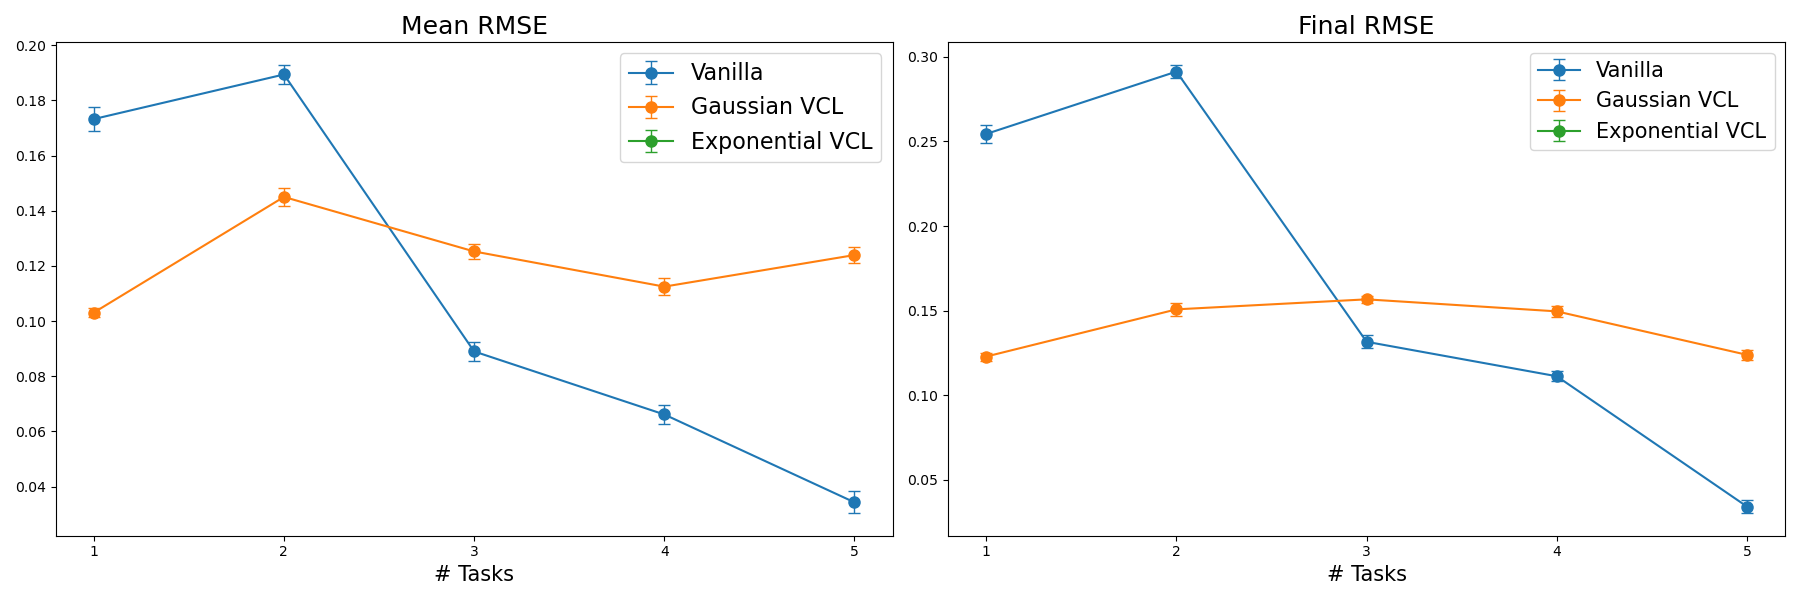 Mean RMSE
0.20
0.18
0.16
0.14
0.12
0.10
0.08
0.06
0.04
Vanilla
Gaussian VCL
Exponential VCL
1 2 3 4 5
# Tasks
Final RMSE
0.30
0.25
0.20
0.15
0.10
0.05
Vanilla
Gaussian VCL
Exponential VCL
1 2 3 4 5
# Tasks